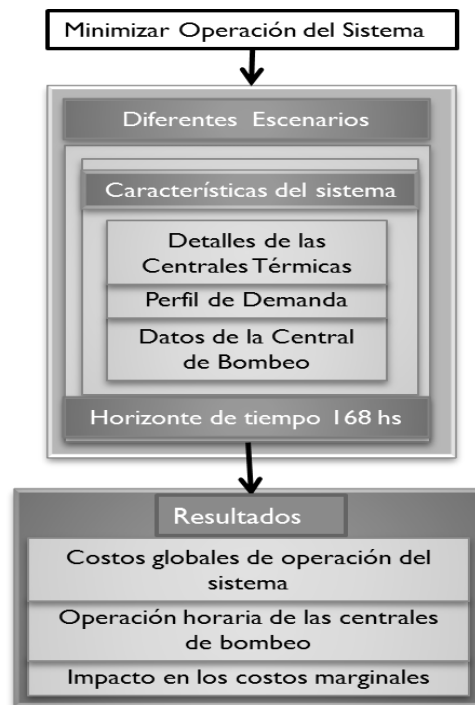 Minimizar Operación del Sistema
Diferentes Escenarios
Características del sistema
Detalles de las
Centrales Térmicas
Perfil de Demanda
Datos de la Central
de Bombeo
Horizonte de tiempo 168 hs
Resultados
Costos globales de operación del
sistema
Operación horaria de las centrales
de bombeo
Impacto en los costos marginales